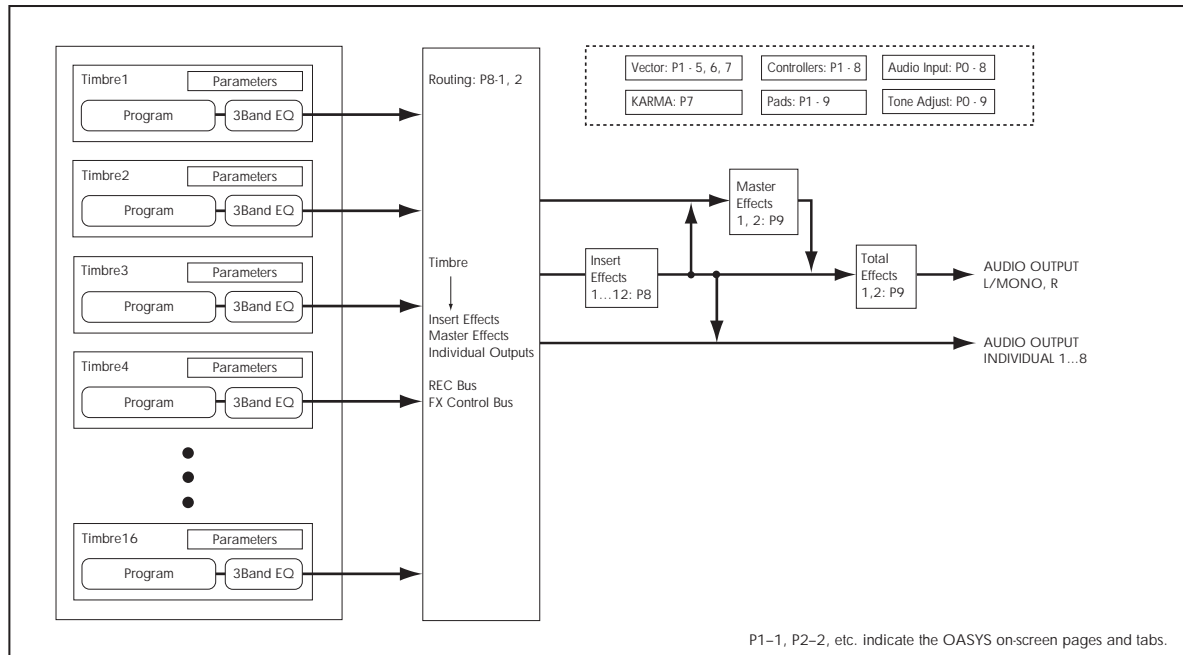 Timbre1
Parameters
Program
3Band EQ
Timbre2
Parameters
Program
3Band EQ
Timbre3
Parameters
Program
3Band EQ
Timbre4
Parameters
Program
3Band EQ
Timbre16
Parameters
Program
3Band EQ
Routing: P8-1, 2
Timbre
Insert Effects
Master Effects
Individual Outputs
REC Bus
FX Control Bus
Vector: P1 - 5, 6, 7
Controllers: P1 - 8
Audio Input: P0 - 8
KARMA: P7
Pads: P1 - 9
Tone Adjust: P0 - 9
Master
Effects
1, 2: P9
Insert
Effects
1...12: P8
Total
Effects
1,2: P9
AUDIO OUTPUT
L/MONO, R
AUDIO OUTPUT
INDIVIDUAL 1...8
P1–1, P2–2, etc. indicate the OASYS on-screen pages and tabs.